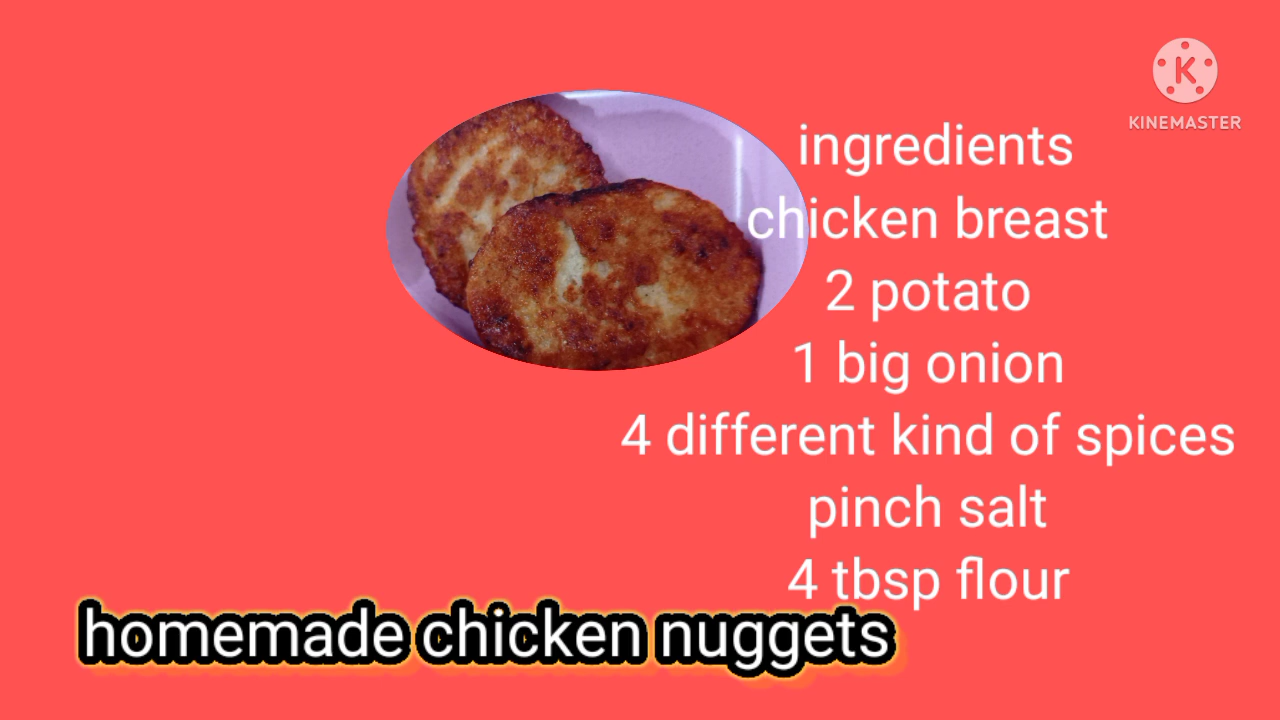 KINEMASTER
ingredients
chicken breast
2 potato
1 big onion
4 different kind of spices
pinch salt
4 tbsp flour
homemade chicken nuggets